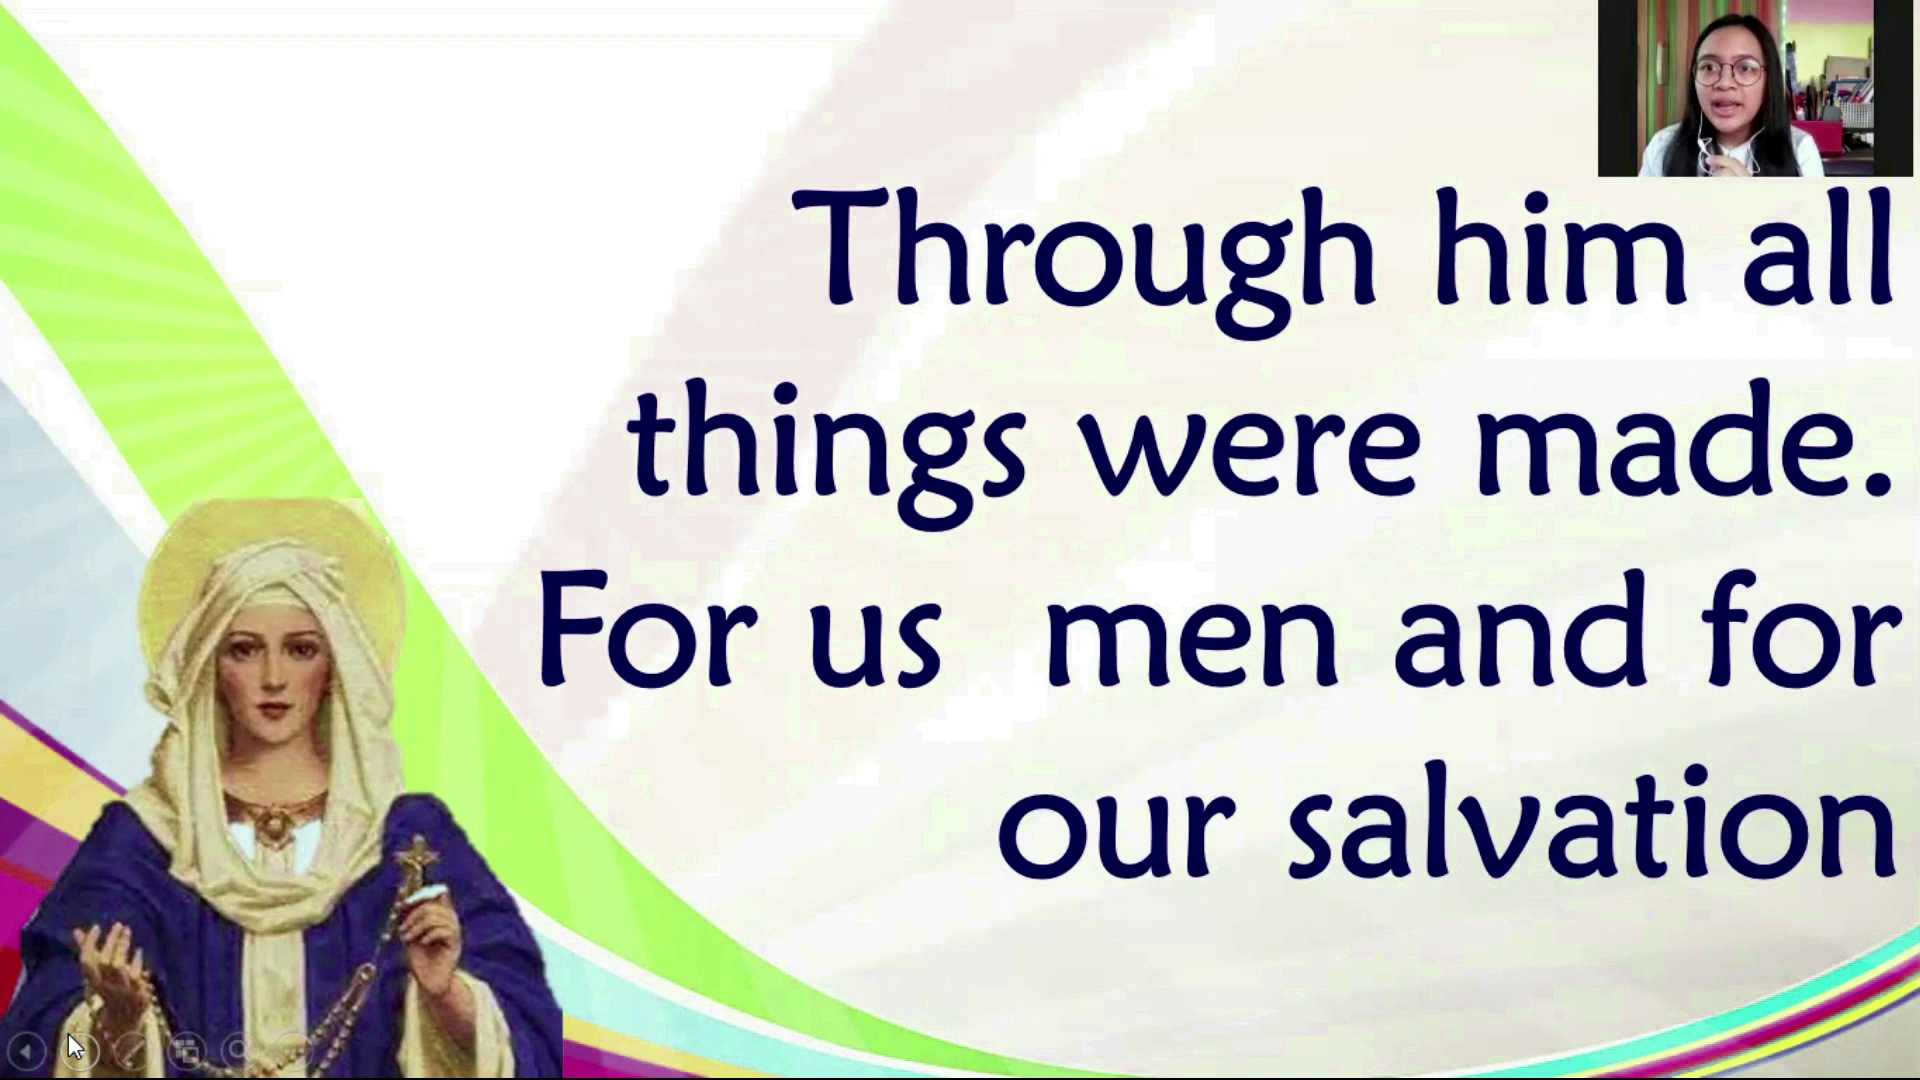 Through him all
things were made.
For us men and for
our salvation